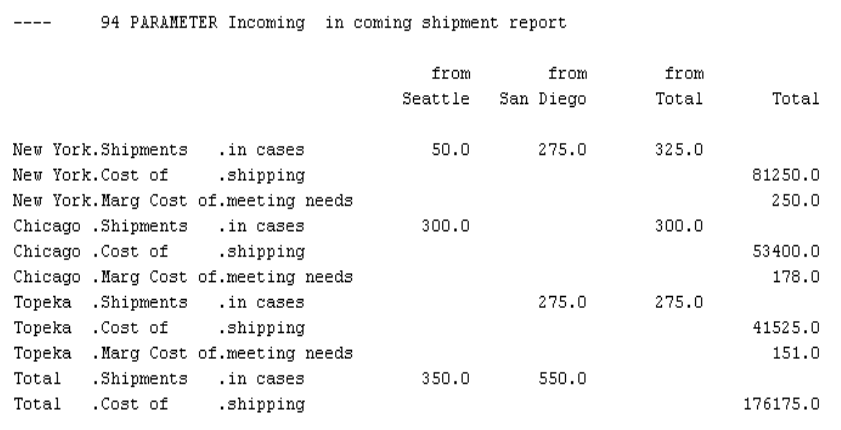 ----      94 PARAMETER Incoming  in coming shipment report
                                           from        from        from
                                        Seattle   San Diego       Total       Total
New York.Shipments   .in cases             50.0       275.0       325.0
New York.Cost of     .shipping                                              81250.0
New York.Marg Cost of.meeting needs                                           250.0
Chicago .Shipments   .in cases            300.0                   300.0
Chicago .Cost of     .shipping                                              53400.0
Chicago .Marg Cost of.meeting needs                                           178.0
Topeka  .Shipments   .in cases                        275.0       275.0
Topeka  .Cost of     .shipping                                              41525.0
Topeka  .Marg Cost of.meeting needs                                           151.0
Total   .Shipments   .in cases            350.0       550.0
Total   .Cost of     .shipping                                             176175.0